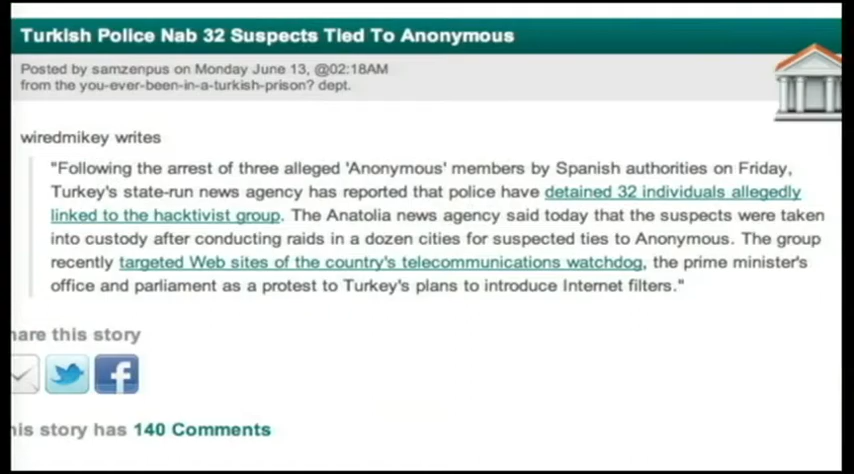 Turkish Police Nab 32 Suspects Tied To Anonymous
Posted by samzenpus on Monday June 13, @02:18AM
from the you-ever-been-in-a-turkish-prison? dept.
wiredmikey writes
"Following the arrest of three alleged 'Anonymous' members by Spanish authorities on Friday,
Turkey's state-run news agency has reported that police have detained 32 individuals allegedly
linked to the hacktivist group. The Anatolia news agency said today that the suspects were taken
into custody after conducting raids in a dozen cities for suspected ties to Anonymous. The group
recently targeted Web sites of the country's telecommunications watchdog, the prime minister's
office and parliament as a protest to Turkey's plans to introduce Internet filters."
hare this story
f
his story has 140 Comments